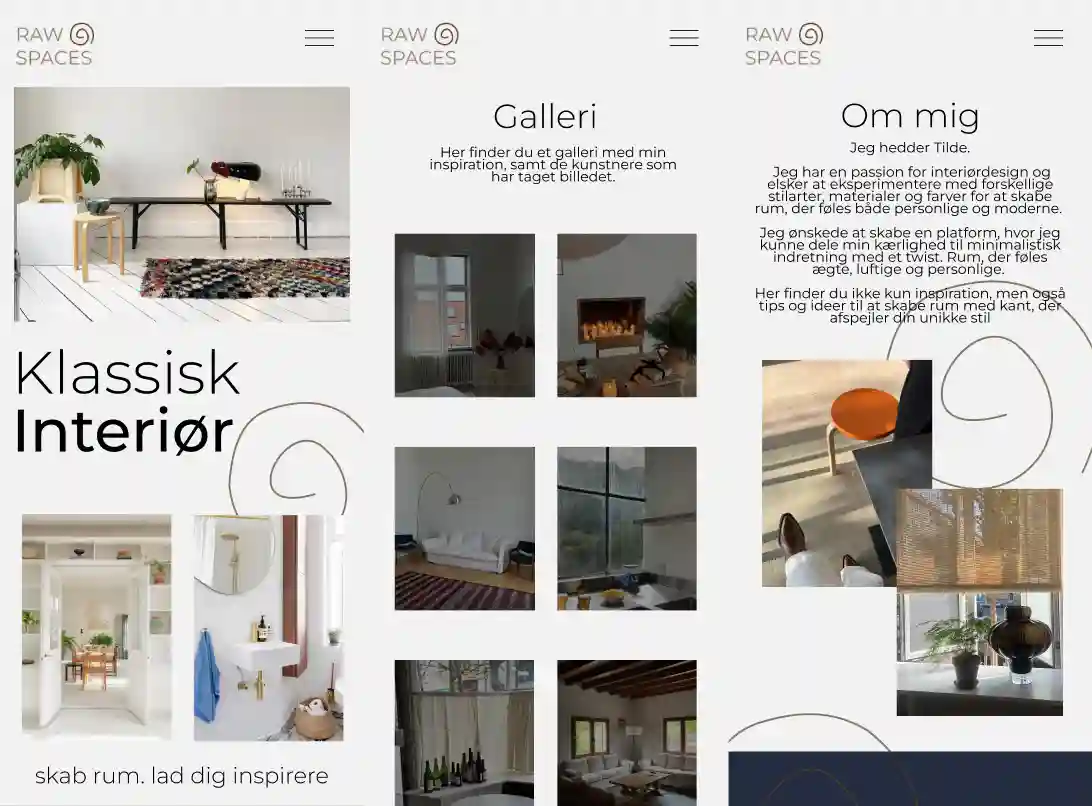 RAW
SPACES
Klassisk
Interiør
skab rum. lad dig inspirere
RAW
SPACES
Galleri
Her finder du et galleri med min
inspiration, samt de kunstnere som
har taget billedet.
RAW
SPACES
Om mig
Jeg hedder Tilde.
Jeg har en passion for interiørdesign og
elsker at eksperimentere med forskellige
stilarter, materialer og farver for at skabe
rum, der føles både personlige og moderne.
Jeg ønskede at skabe en platform, hvor jeg
kunne dele min kærlighed til minimalistisk
indretning med et twist. Rum, der føles
ægte, luftige og personlige.
Her finder du ikke kun inspiration, men også
tips og ideer til at skabe rum med kant, der
afspejler din unikke stil